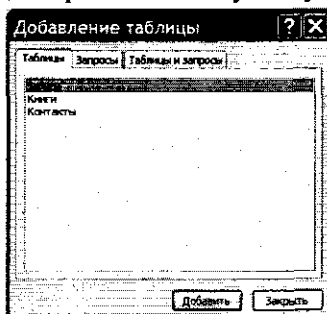 Добавление таблицы
Таблицы Запросы Таблицы и запросы
Книги
Контакты
Добавить Закрыть